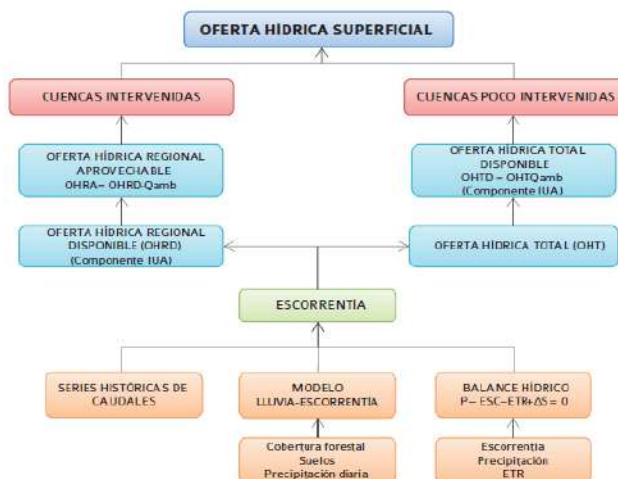 OFERTA HÍDRICA SUPERFICIAL
CUENCAS INTERVENIDAS
CUENCAS POCO INTERVENIDAS
OFERTA HÍDRICA REGIONAL
APROVECHABLE
OHRA= OHRD-Qamb
OFERTA HÍDRICA TOTAL
DISPONIBLE
OHTD = OHTQamb
(Componente IUA)
OFERTA HÍDRICA REGIONAL
DISPONIBLE (OHRD)
(Componente IUA)
OFERTA HÍDRICA TOTAL (OHT)
ESCORRENTÍA
SERIES HISTÓRICAS DE
CAUDALES
MODELO
LLUVIA-ESCORRENTÍA
BALANCE HÍDRICO
P- ESC-ETR+ΔS = 0
Cobertura forestal
Suelos
Precipitación diaria
Escorrentía
Precipitación
ETR